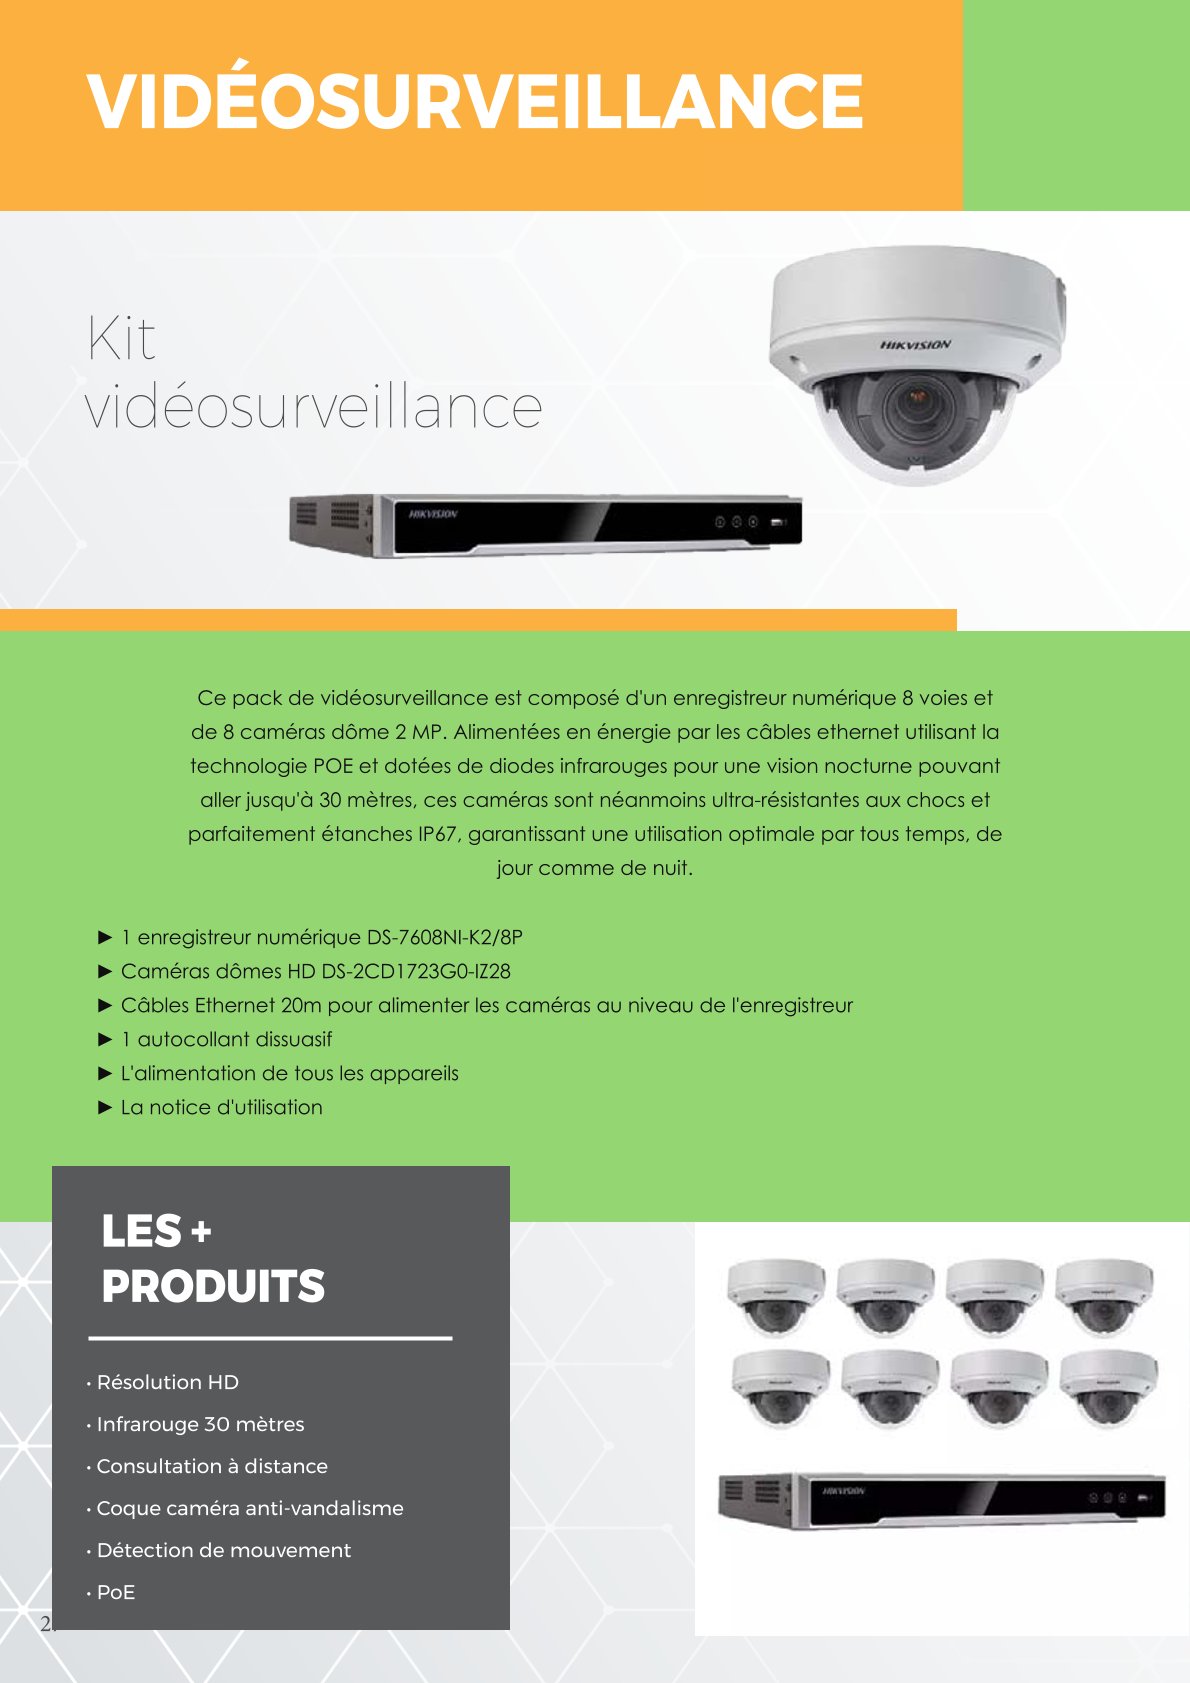 VIDÉOSURVEILLANCE
Kit
vidéosurveillance
HIKVISION
HIKVISION
Ce pack de vidéosurveillance est composé d'un enregistreur numérique 8 voies et
de 8 caméras dôme 2 MP. Alimentées en énergie par les câbles ethernet utilisant la
technologie POE et dotées de diodes infrarouges pour une vision nocturne pouvant
aller jusqu'à 30 mètres, ces caméras sont néanmoins ultra-résistantes aux chocs et
parfaitement étanches IP67, garantissant une utilisation optimale par tous temps, de
jour comme de nuit.
► 1 enregistreur numérique DS-7608NI-K2/8P
► Caméras dômes HD DS-2CD1723G0-IZ28
► Câbles Ethernet 20m pour alimenter les caméras au niveau de l'enregistreur
► 1 autocollant dissuasif
► L'alimentation de tous les appareils
► La notice d'utilisation
LES +
PRODUITS
• Résolution HD
• Infrarouge 30 mètres
• Consultation à distance
• Coque caméra anti-vandalisme
• Détection de mouvement
• PoE
HIKVISION